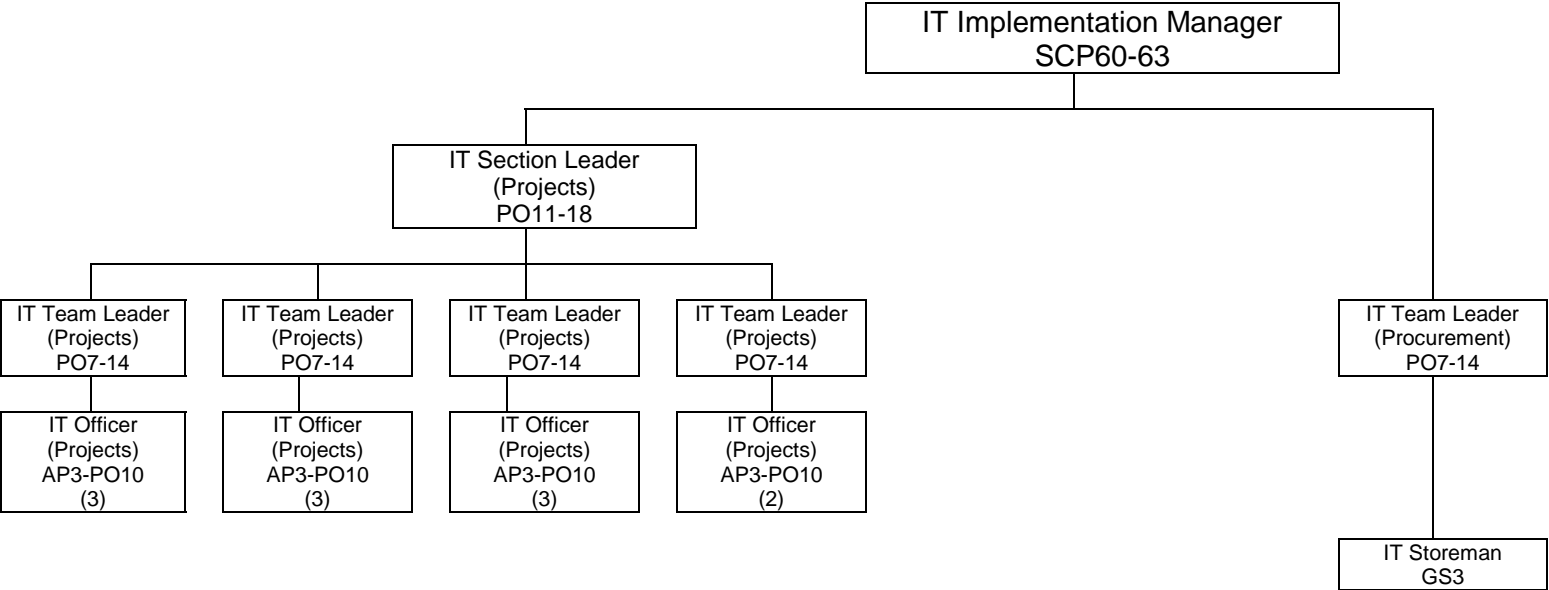 IT Implementation Manager
SCP60-63
IT Section Leader
(Projects)
PO11-18
IT Team Leader
(Projects)
PO7-14
IT Team Leader
(Projects)
PO7-14
IT Team Leader
(Projects)
PO7-14
IT Team Leader
(Projects)
PO7-14
IT Team Leader
(Procurement)
PO7-14
IT Officer
(Projects)
AP3-PO10
(3)
IT Officer
(Projects)
AP3-PO10
(3)
IT Officer
(Projects)
AP3-PO10
(3)
IT Officer
(Projects)
AP3-PO10
(2)
IT Storeman
GS3